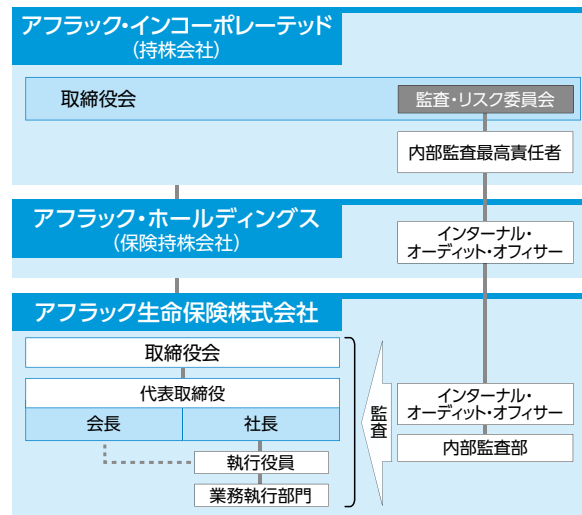 アフラック・インコーポレーテッド
（持株会社）
取締役会
監査・リスク委員会
内部監査最高責任者
アフラック・ホールディングス
（保険持株会社）
インターナル・
オーディット・オフィサー
アフラック生命保険株式会社
取締役会
代表取締役
会長
社長
執行役員
業務執行部門
監査
インターナル・
オーディット・オフィサー
内部監査部